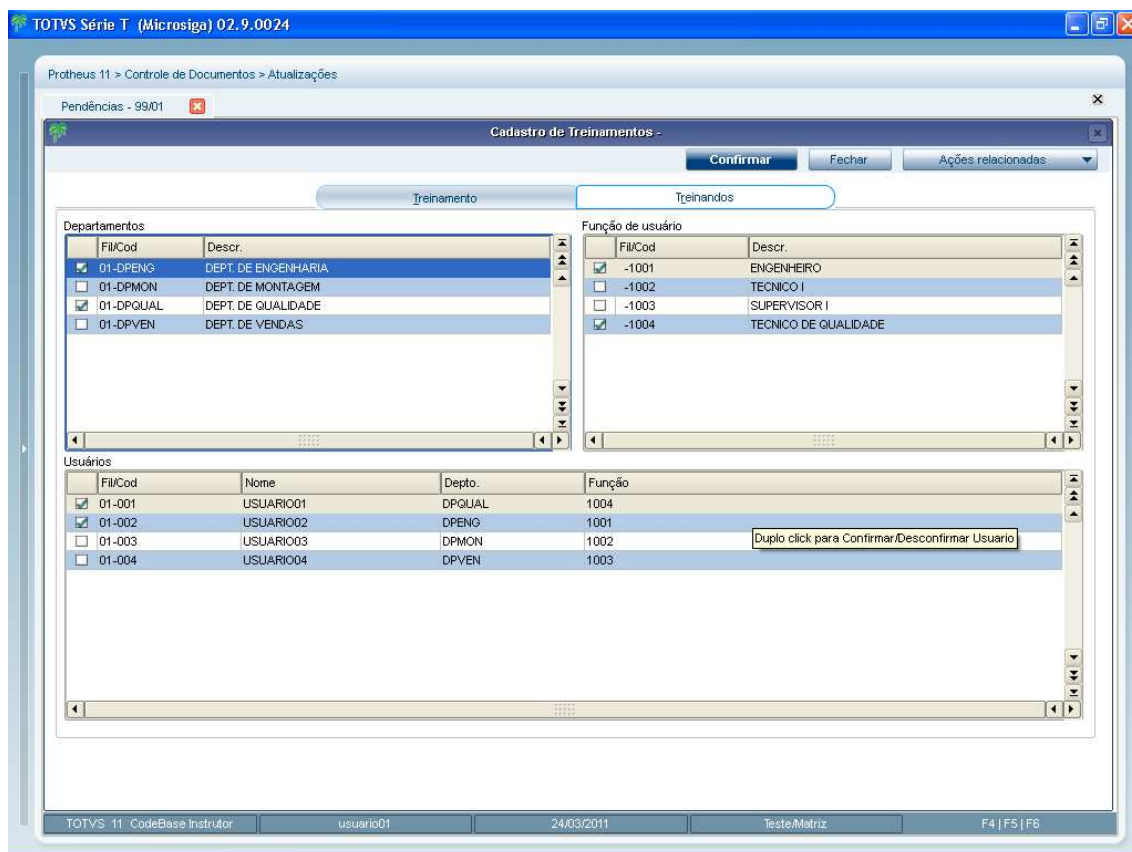 TOTVS Série T (Microsiga) 02.9.0024
Protheus 11 > Controle de Documentos > Atualizações
Pendências - 99/01
Cadastro de Treinamentos -
Confirmar Fechar Ações relacionadas
Treinamento Treinandos
Departamentos
Fil/Cod Descr.
01-DPENG DEPT. DE ENGENHARIA
01-DPMON DEPT. DE MONTAGEM
01-DPQUAL DEPT. DE QUALIDADE
01-DPVEN DEPT. DE VENDAS
Função de usuário
Fil/Cod Descr.
-1001 ENGENHEIRO
-1002 TECNICO I
-1003 SUPERVISOR I
-1004 TECNICO DE QUALIDADE
Usuários
Fil/Cod Nome Depto. Função
01-001 USUARIO01 DPQUAL 1004
01-002 USUARIO02 DPENG 1001
01-003 USUARIO03 DPMON 1002
01-004 USUARIO04 DPVEN 1003
Duplo click para Confirmar/Desconfirmar Usuario
TOTVS 11 CodeBase Instrutor usuario01 24/03/2011 Teste/Matriz F4 | F5 | F6